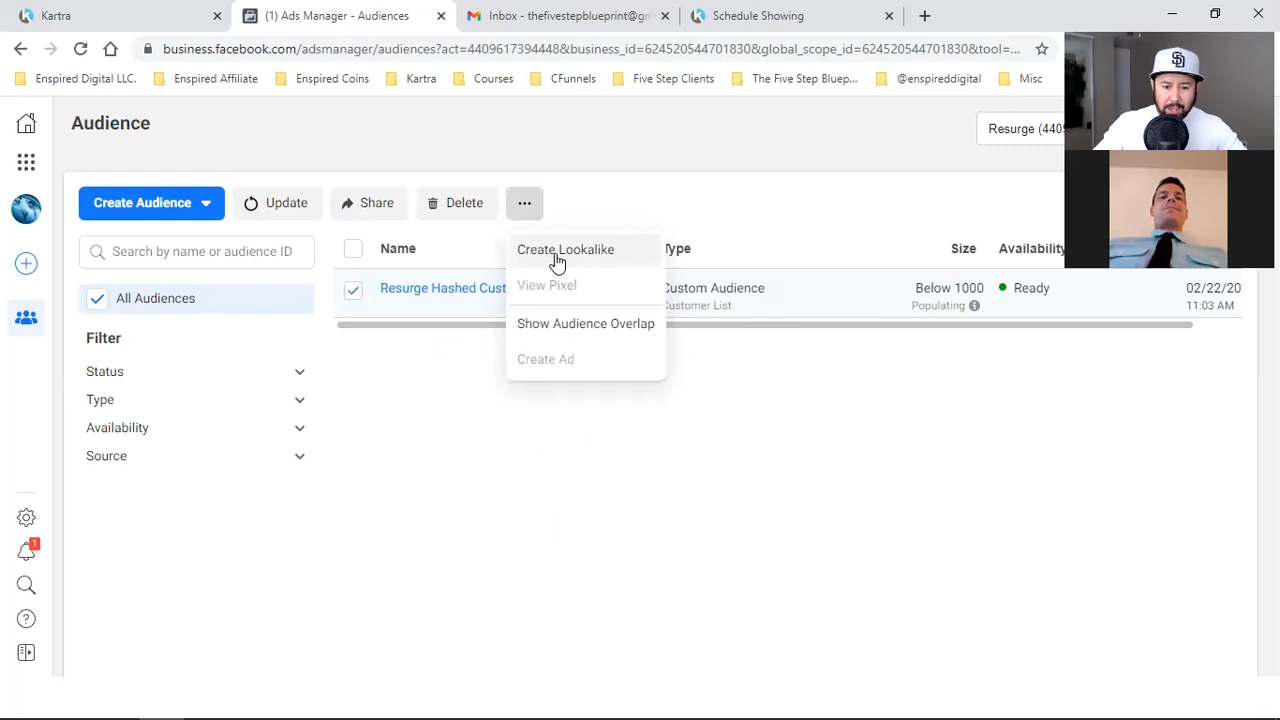 Kartra
(1) Ads Manager - Audiences
Inbox - thefivestepblueprint@gm
Schedule Showing
business.facebook.com/adsmanager/audiences?act=4409617394448&business_id=624520544701830&global_scope_id=624520544701830&tool=...
Enspired Digital LLC.
Enspired Affiliate
Enspired Coins
Kartra
Courses
CFunnels
Five Step Clients
The Five Step Bluep...
@enspireddigital
Misc
Audience
Resurge (440
Create Audience
Update
Share
Delete
...
Search by name or audience ID
Name
Create Lookalike
Type
Size
Availability
All Audiences
Resurge Hashed Cust
View Pixel
Custom Audience
Customer List
Below 1000
Populating
Ready
02/22/20
11:03 AM
Filter
Show Audience Overlap
Status
Create Ad
Type
Availability
Source
1
SD